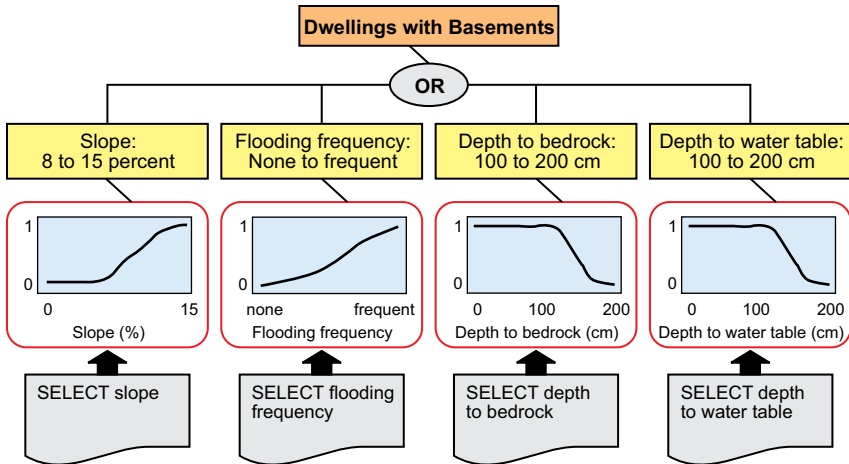 Dwellings with Basements
OR
Slope:
8 to 15 percent
Flooding frequency:
None to frequent
Depth to bedrock:
100 to 200 cm
Depth to water table:
100 to 200 cm
1
0
0
15
Slope (%)
1
0
none
frequent
Flooding frequency
1
0
0
100
200
Depth to bedrock (cm)
1
0
0
100
200
Depth to water table (cm)
SELECT slope
SELECT flooding
frequency
SELECT depth
to bedrock
SELECT depth
to water table